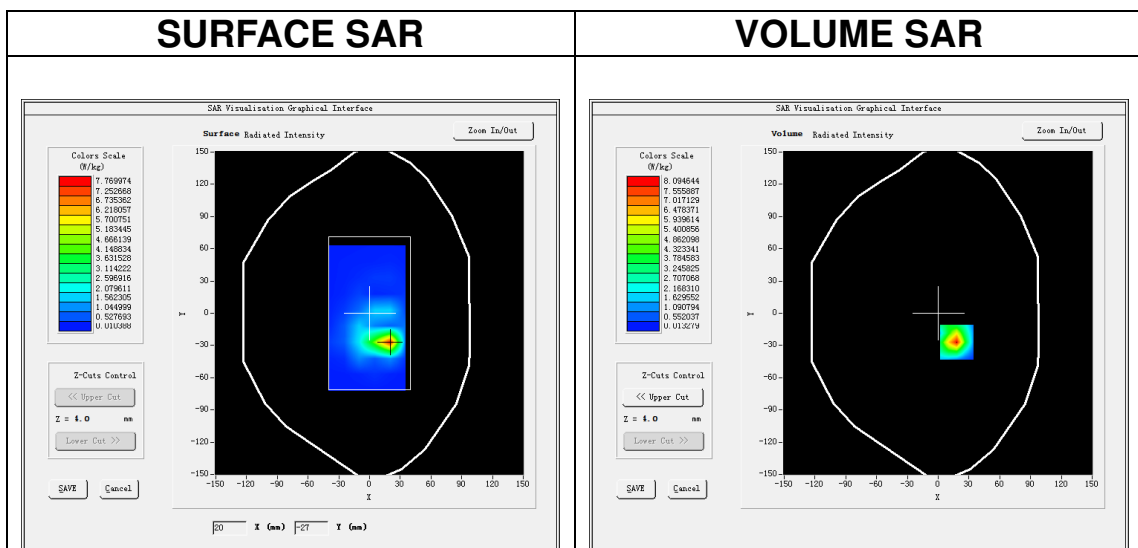 SURFACE SAR
SAR Visualisation Graphical Interface
Surface Radiated Intensity
Zoom In/Out
Colors Scale
(W/kg)
7.769974
7.252668
6.735362
6.218057
5.700751
5.183445
4.666139
4.148834
3.631528
3.114222
2.596916
2.079611
1.562305
1.044999
0.527693
0.010388
Z-Cuts Control
<< Upper Cut
Z = 4.0 mm
Lower Cut >>
SAVE Cancel
150
120
90
60
30
0
-30
-60
-90
-120
-150
Y
-150 -120 -90 -60 -30 0 30 60 90 120 150
X
20 X (mm) -27 Y (mm)
VOLUME SAR
SAR Visualisation Graphical Interface
Volume Radiated Intensity
Zoom In/Out
Colors Scale
(W/kg)
8.094644
7.555887
7.017129
6.478371
5.939614
5.400856
4.862098
4.323341
3.784583
3.245825
2.707068
2.168310
1.629552
1.090794
0.552037
0.013279
Z-Cuts Control
<< Upper Cut
Z = 4.0 mm
Lower Cut >>
SAVE Cancel
150
120
90
60
30
0
-30
-60
-90
-120
-150
Y
-150 -120 -90 -60 -30 0 30 60 90 120 150
X